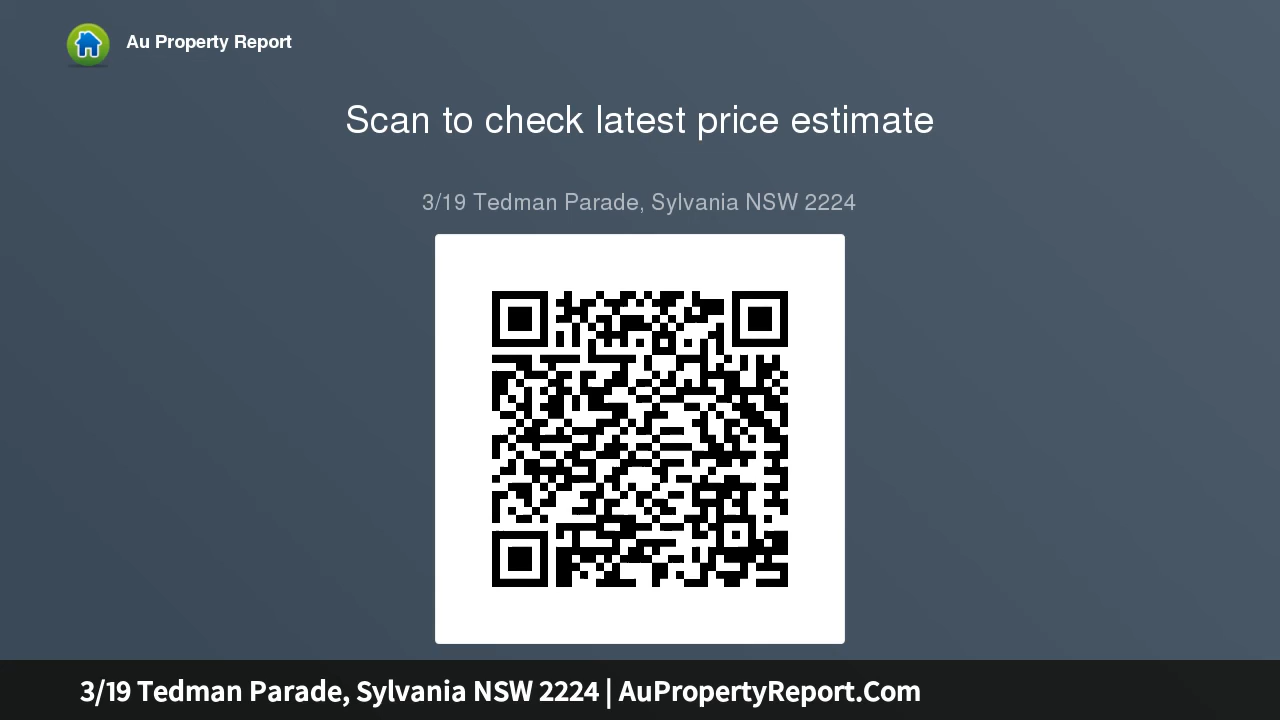 Au Property Report
Scan to check latest price estimate
3/19 Tedman Parade, Sylvania NSW 2224
3/19 Tedman Parade, Sylvania NSW 2224 | AuPropertyReport.Com